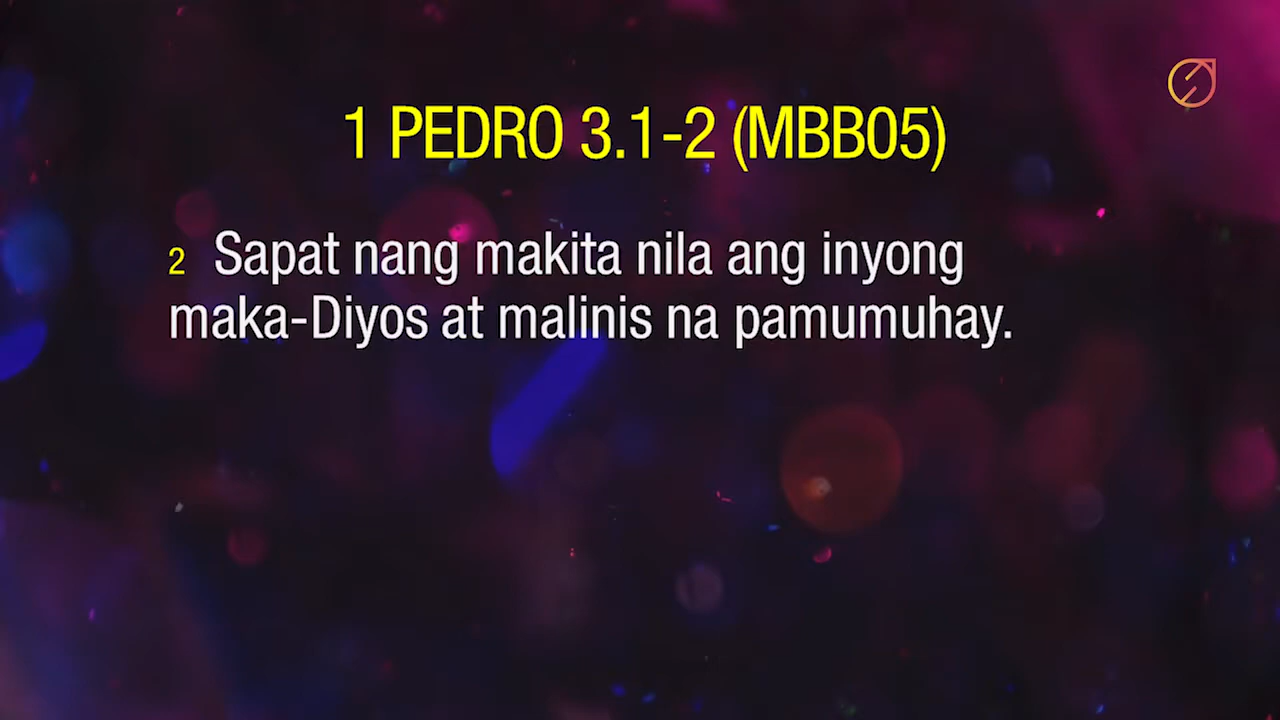 1 PEDRO 3.1-2 (MBB05)
2 Sapat nang makita nila ang inyong
maka-Diyos at malinis na pamumuhay.